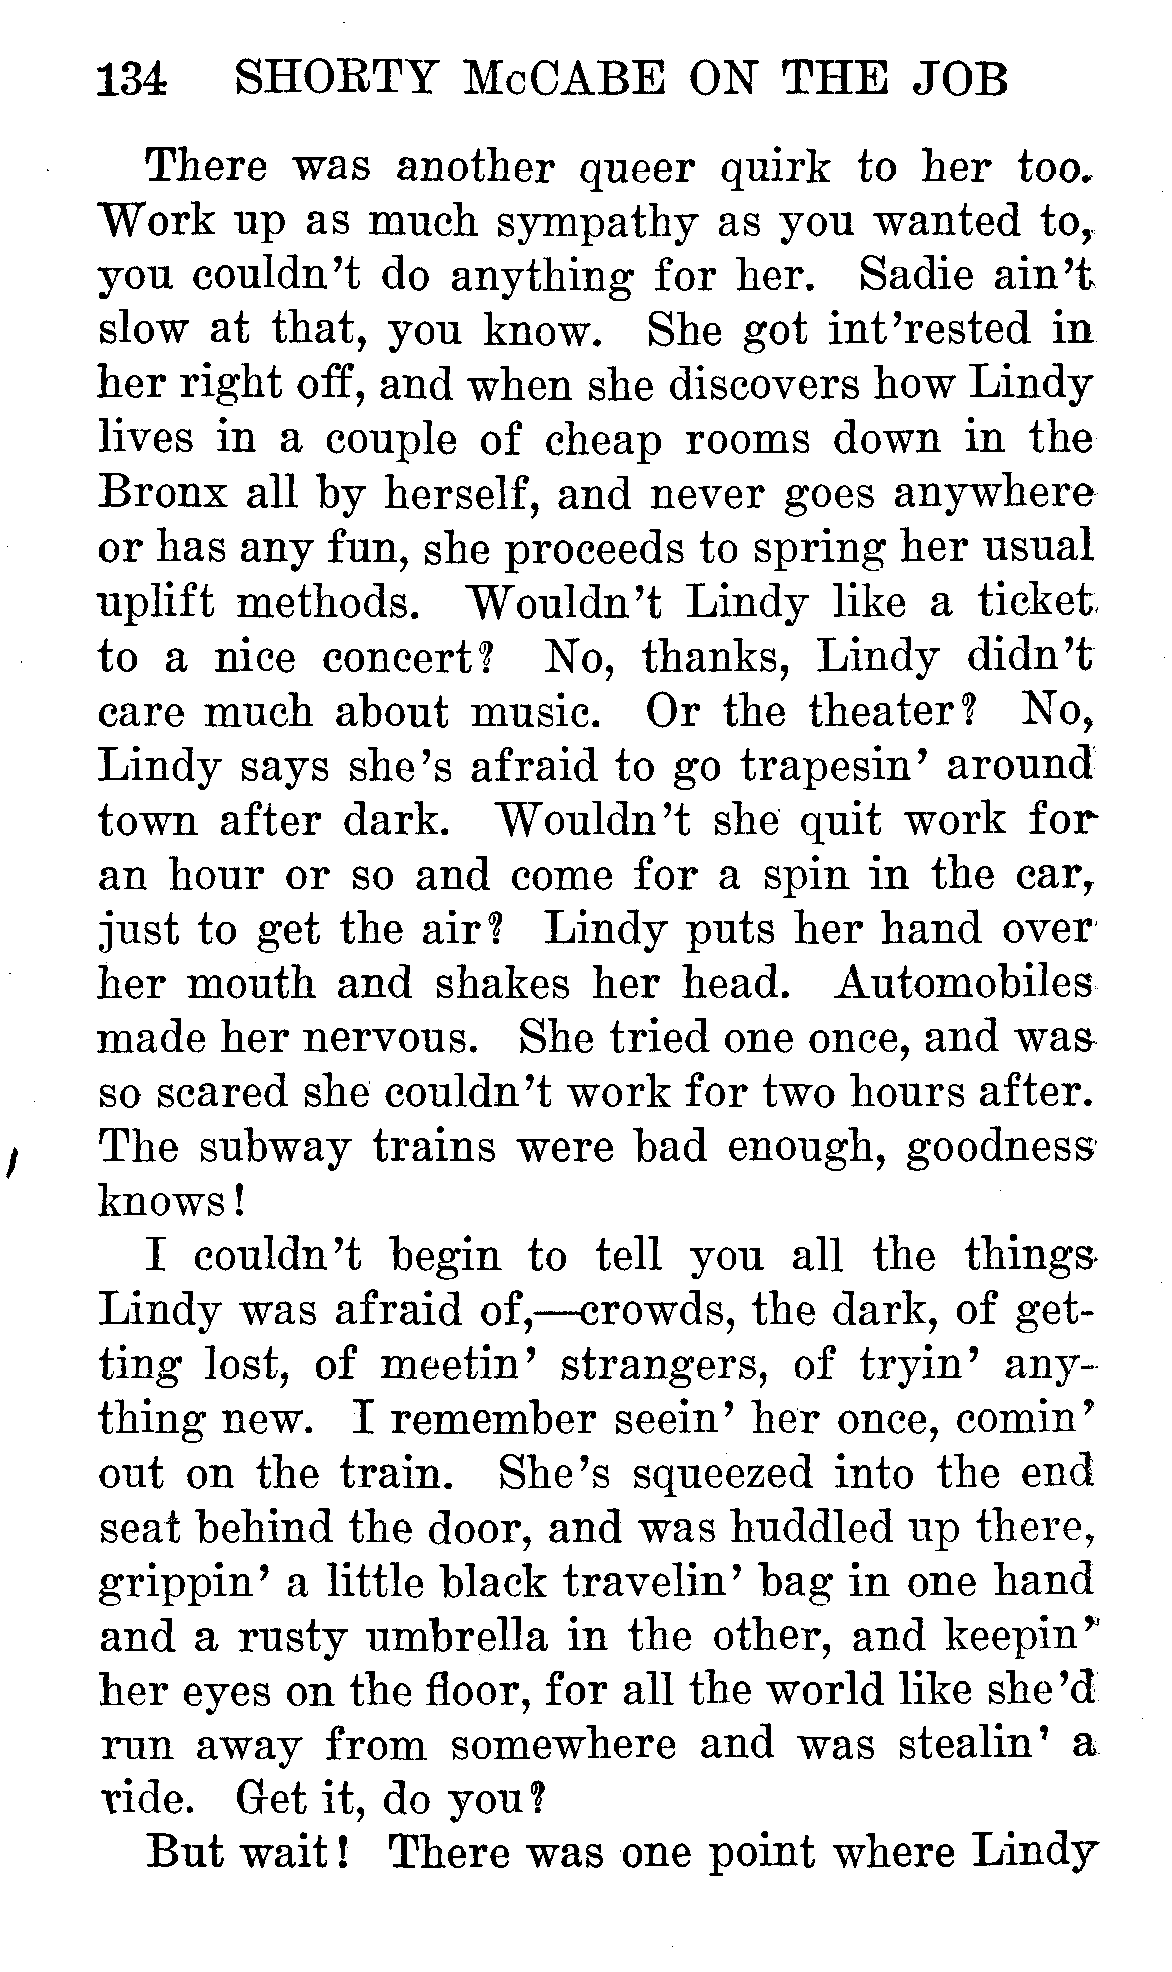 134 SHORTY McCABE ON THE JOB
There was another queer quirk to her too.
Work up as much sympathy as you wanted to,
you couldn't do anything for her. Sadie ain't
slow at that, you know. She got int'rested in
her right off, and when she discovers how Lindy
lives in a couple of cheap rooms down in the
Bronx all by herself, and never goes anywhere
or has any fun, she proceeds to spring her usual
uplift methods. Wouldn't Lindy like a ticket
to a nice concert? No, thanks, Lindy didn't
care much about music. Or the theater? No,
Lindy says she's afraid to go trapesin' around
town after dark. Wouldn't she quit work for
an hour or so and come for a spin in the car,
just to get the air? Lindy puts her hand over
her mouth and shakes her head. Automobiles
made her nervous. She tried one once, and was
so scared she couldn't work for two hours after.
The subway trains were bad enough, goodness
knows!
I couldn't begin to tell you all the things
Lindy was afraid of,—crowds, the dark, of get-
ting lost, of meetin' strangers, of tryin' any-
thing new. I remember seein' her once, comin'
out on the train. She's squeezed into the end
seat behind the door, and was huddled up there,
grippin' a little black travelin' bag in one hand
and a rusty umbrella in the other, and keepin'
her eyes on the floor, for all the world like she'd
run away from somewhere and was stealin' a
ride. Get it, do you?
But wait! There was one point where Lindy